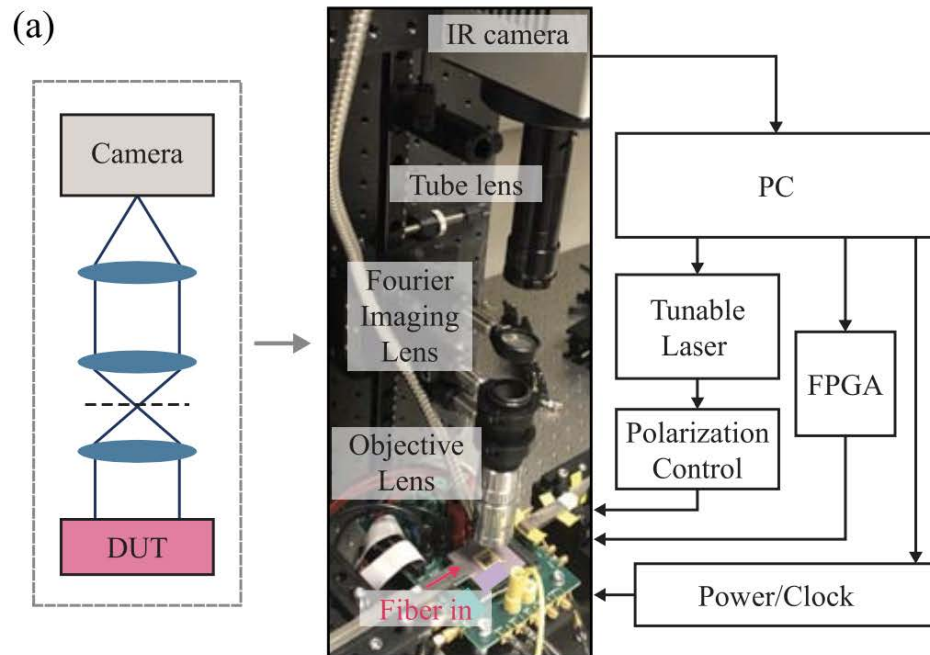 (a)
Camera
DUT
IR camera
Tube lens
Fourier
Imaging
Lens
Objective
Lens
Fiber in
PC
Tunable
Laser
FPGA
Polarization
Control
Power/Clock